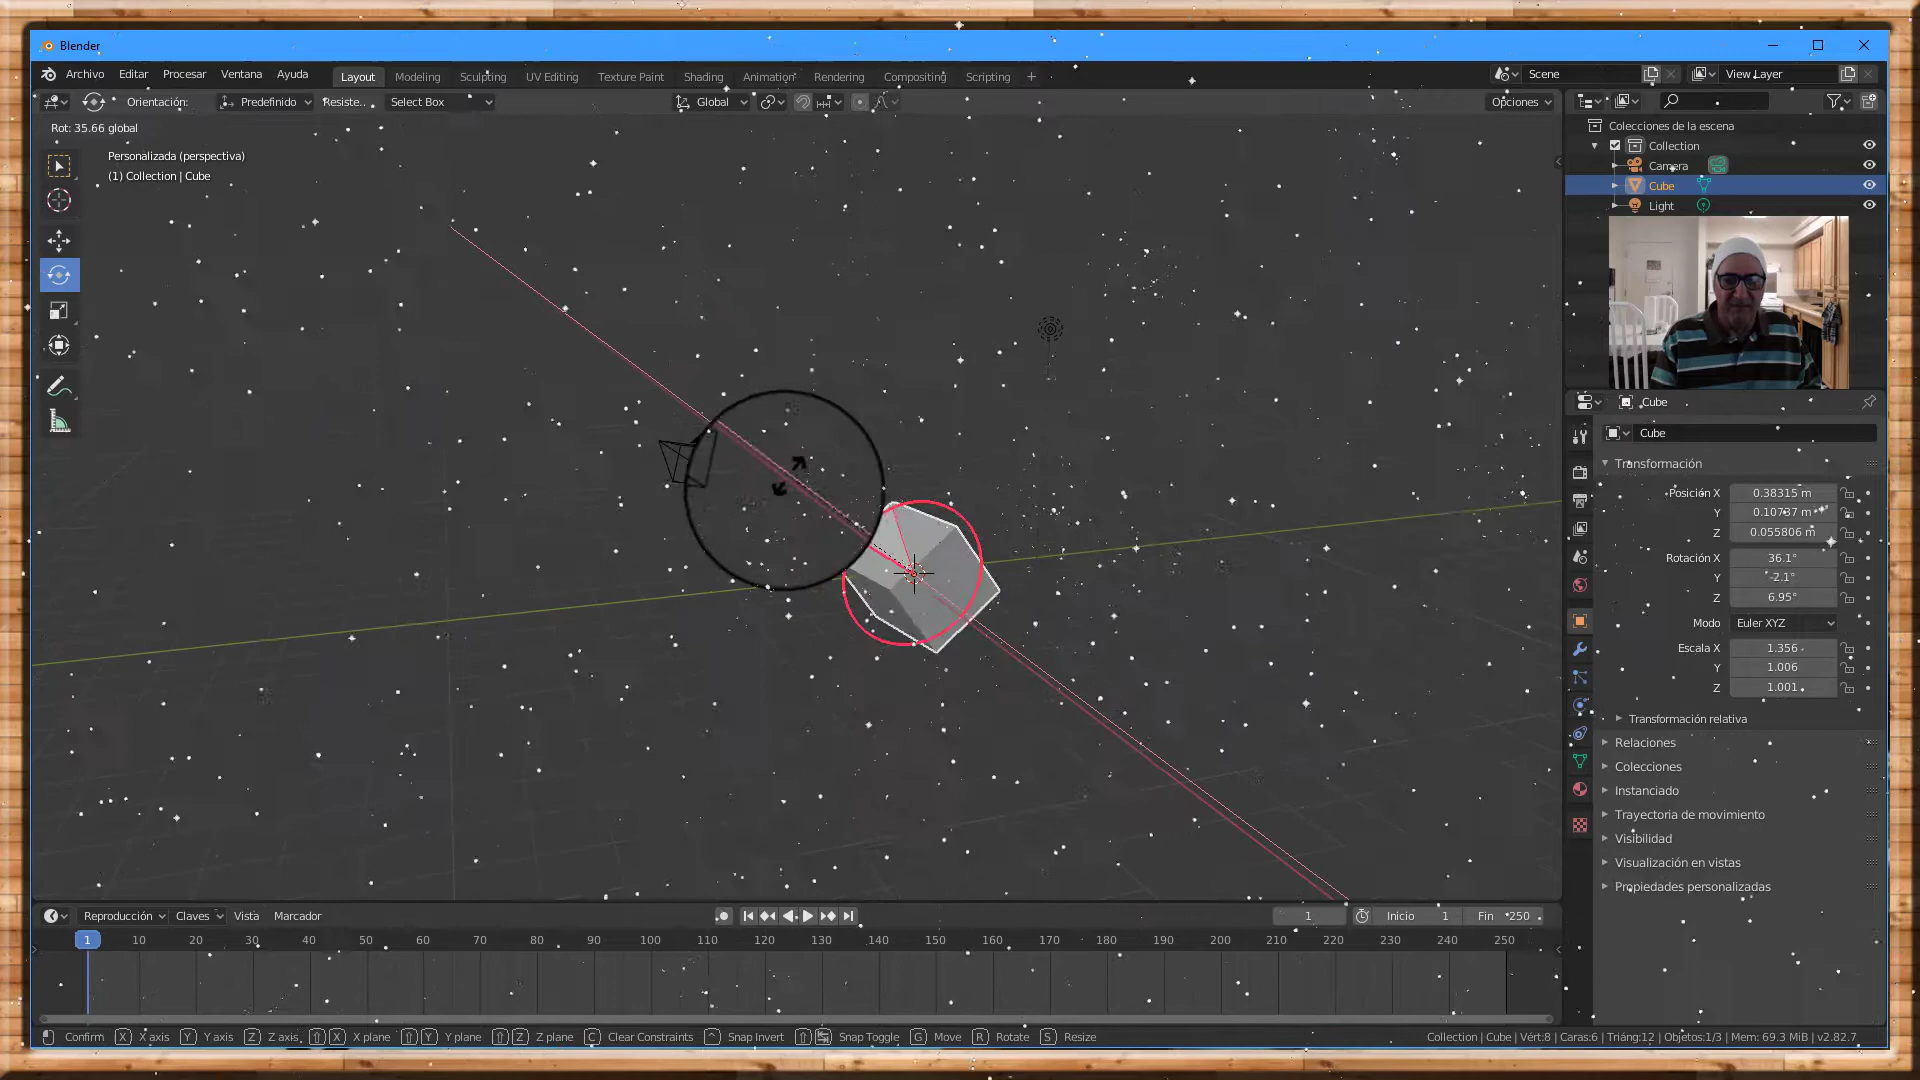 Blender
Archivo Editar Procesar Ventana Ayuda Layout Modeling Sculpting UV Editing Texture Paint Shading Animation Rendering Compositing Scripting + Scene View Layer
Orientación: Predefinido Resiste... Select Box Global Opciones
Rot: 35.66 global
Personalizada (perspectiva)
(1) Collection | Cube
Colecciones de la escena
Collection
Camera
Cube
Light
Cube
Cube
Transformación
Posición X 0.38315 m
Y 0.10737 m
Z 0.055806 m
Rotación X 36.1°
Y -2.1°
Z 6.95°
Modo Euler XYZ
Escala X 1.356
Y 1.006
Z 1.001
Transformación relativa
Relaciones
Colecciones
Instanciado
Trayectoria de movimiento
Visibilidad
Visualización en vistas
Propiedades personalizadas
Reproducción Claves Vista Marcador 1 Inicio 1 Fin 250
1 10 20 30 40 50 60 70 80 90 100 110 120 130 140 150 160 170 180 190 200 210 220 230 240 250
Confirm X X axis Y Y axis Z Z axis X X plane Y Y plane Z Z plane C Clear Constraints Snap Invert Snap Toggle G Move R Rotate S Resize Collection | Cube | Vért:8 | Caras:6 | Triáng:12 | Objetos:1/3 | Mem: 69.3 MiB | v2.82.7